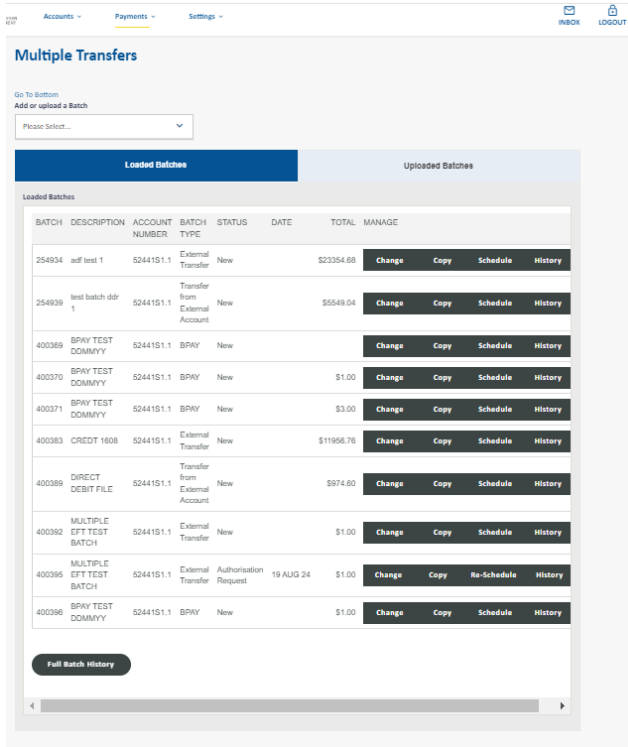 Accounts Payments Settings INBOX LOGOUT
Multiple Transfers
Go To Bottom
Add or upload a Batch
Please Select...
Loaded Batches Uploaded Batches
Loaded Batches
BATCH DESCRIPTION ACCOUNT BATCH STATUS DATE TOTAL MANAGE
NUMBER TYPE
254934 adf test 1 52441S1.1 External Transfer New $23354.68 Change Copy Schedule History
254939 test batch ddr 1 52441S1.1 Transfer from External Account New $5549.04 Change Copy Schedule History
400369 BPAY TEST DDMMYY 52441S1.1 BPAY New Change Copy Schedule History
400370 BPAY TEST DDMMYY 52441S1.1 BPAY New $1.00 Change Copy Schedule History
400371 BPAY TEST DDMMYY 52441S1.1 BPAY New $3.00 Change Copy Schedule History
400383 CREDT 1608 52441S1.1 External Transfer New $11956.76 Change Copy Schedule History
400389 DIRECT DEBIT FILE 52441S1.1 Transfer from External Account New $974.60 Change Copy Schedule History
400392 MULTIPLE EFT TEST BATCH 52441S1.1 External Transfer New $1.00 Change Copy Schedule History
400395 MULTIPLE EFT TEST BATCH 52441S1.1 External Transfer Authorisation Request 19 AUG 24 $1.00 Change Copy Re-Schedule History
400396 BPAY TEST DDMMYY 52441S1.1 BPAY New $1.00 Change Copy Schedule History
Full Batch History